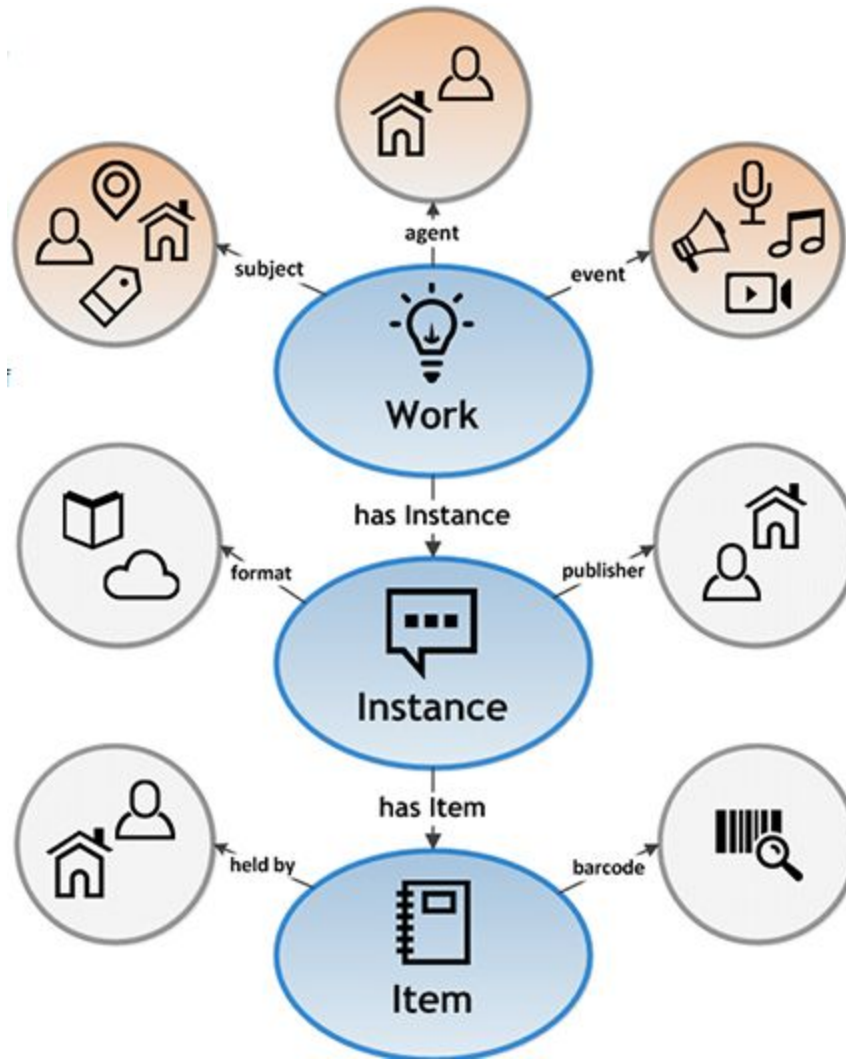 agent
subject
event
Work
has Instance
format
publisher
Instance
has Item
held by
barcode
Item